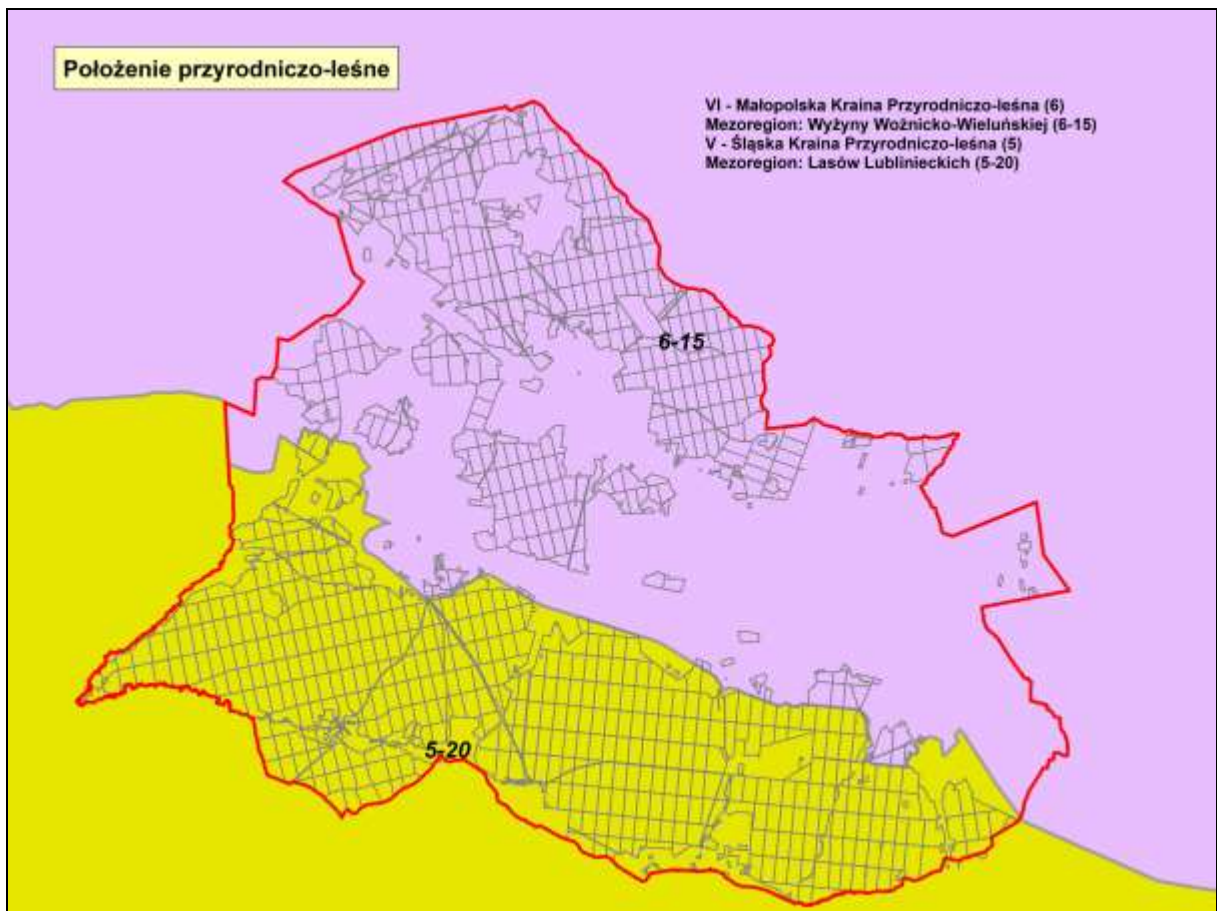 Położenie przyrodniczo-leśne
VI - Małopolska Kraina Przyrodniczo-leśna (6)
Mezoregion: Wyżyny Woźnicko-Wieluńskiej (6-15)
V - Śląska Kraina Przyrodniczo-leśna (5)
Mezoregion: Lasów Lublinieckich (5-20)
6-15
5-20